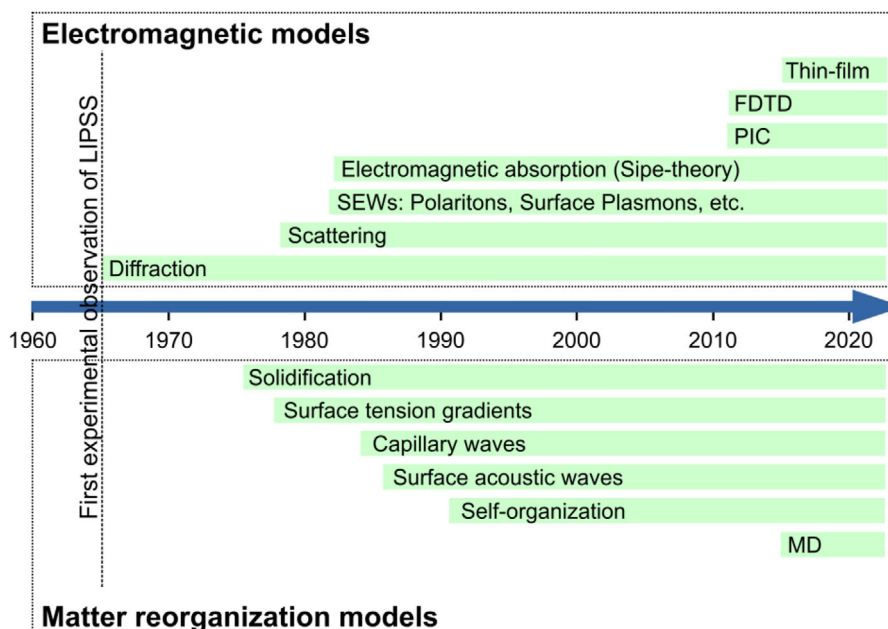 Electromagnetic models
Thin-film
FDTD
PIC
Electromagnetic absorption (Sipe-theory)
SEWs: Polaritons, Surface Plasmons, etc.
Scattering
Diffraction
First experimental observation of LIPSS
1960 1970 1980 1990 2000 2010 2020
Solidification
Surface tension gradients
Capillary waves
Surface acoustic waves
Self-organization
MD
Matter reorganization models